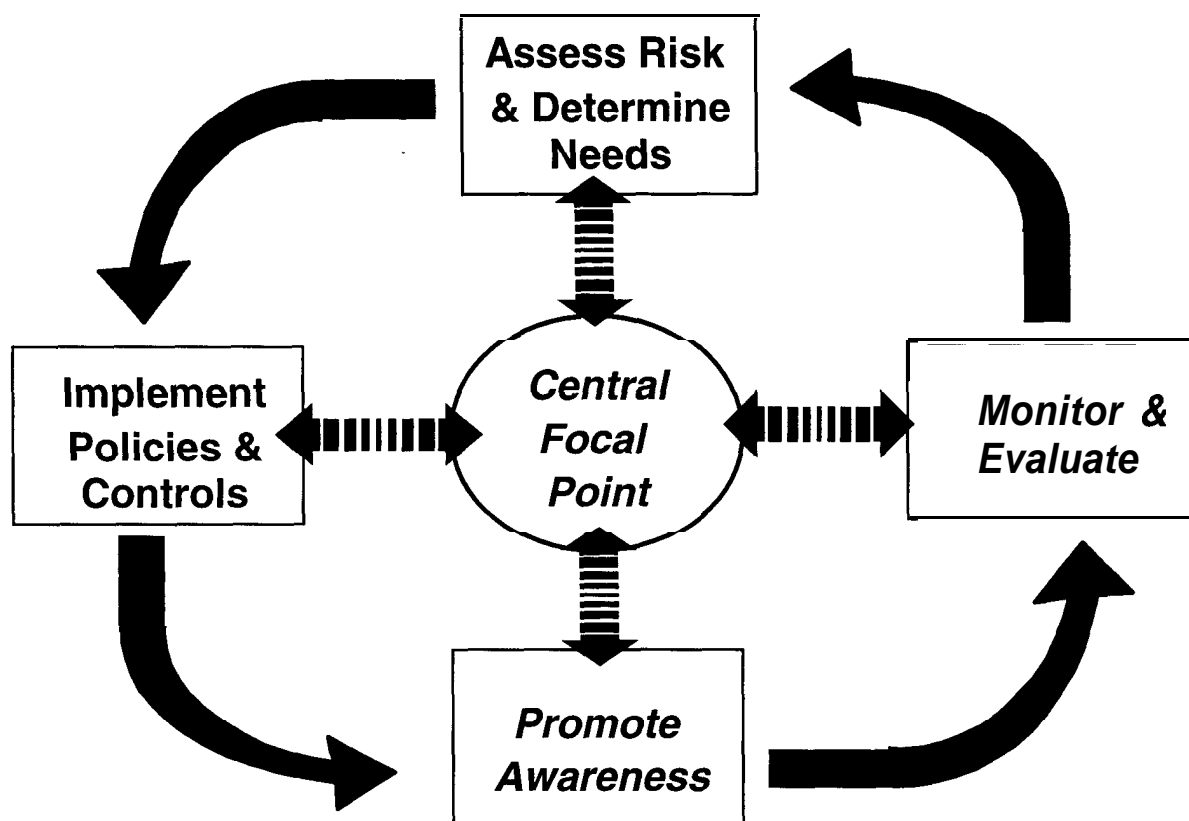 Assess Risk
& Determine
Needs
Implement
Policies &
Controls
Central
Focal
Point
Monitor &
Evaluate
Promote
Awareness